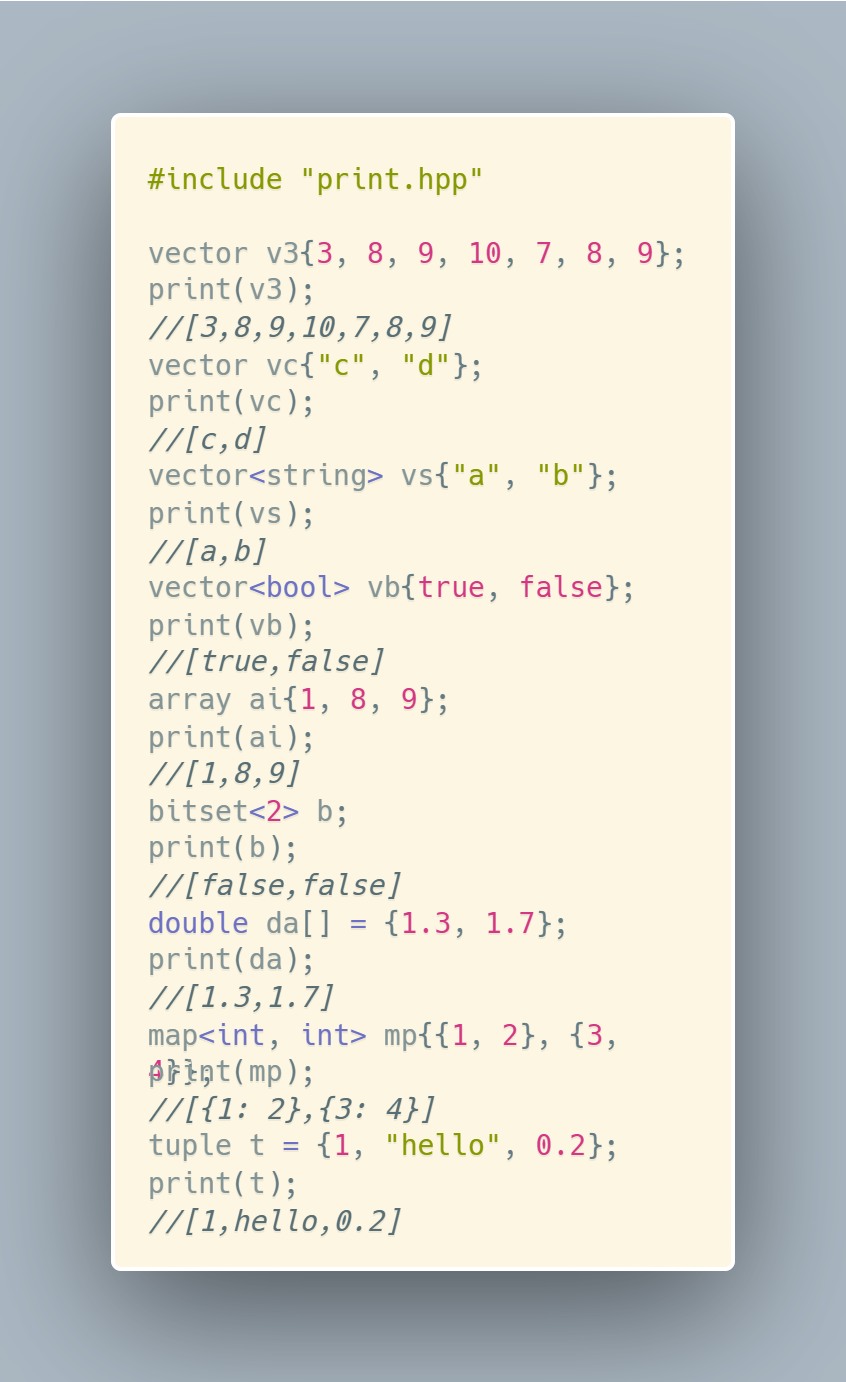 #include "print.hpp"

vector v3{3, 8, 9, 10, 7, 8, 9};
print(v3);
//[3,8,9,10,7,8,9]
vector vc{"c", "d"};
print(vc);
//[c,d]
vector<string> vs{"a", "b"};
print(vs);
//[a,b]
vector<bool> vb{true, false};
print(vb);
//[true,false]
array ai{1, 8, 9};
print(ai);
//[1,8,9]
bitset<2> b;
print(b);
//[false,false]
double da[] = {1.3, 1.7};
print(da);
//[1.3,1.7]
map<int, int> mp{{1, 2}, {3,
4}};
print(mp);
//[{1: 2},{3: 4}]
tuple t = {1, "hello", 0.2};
print(t);
//[1,hello,0.2]